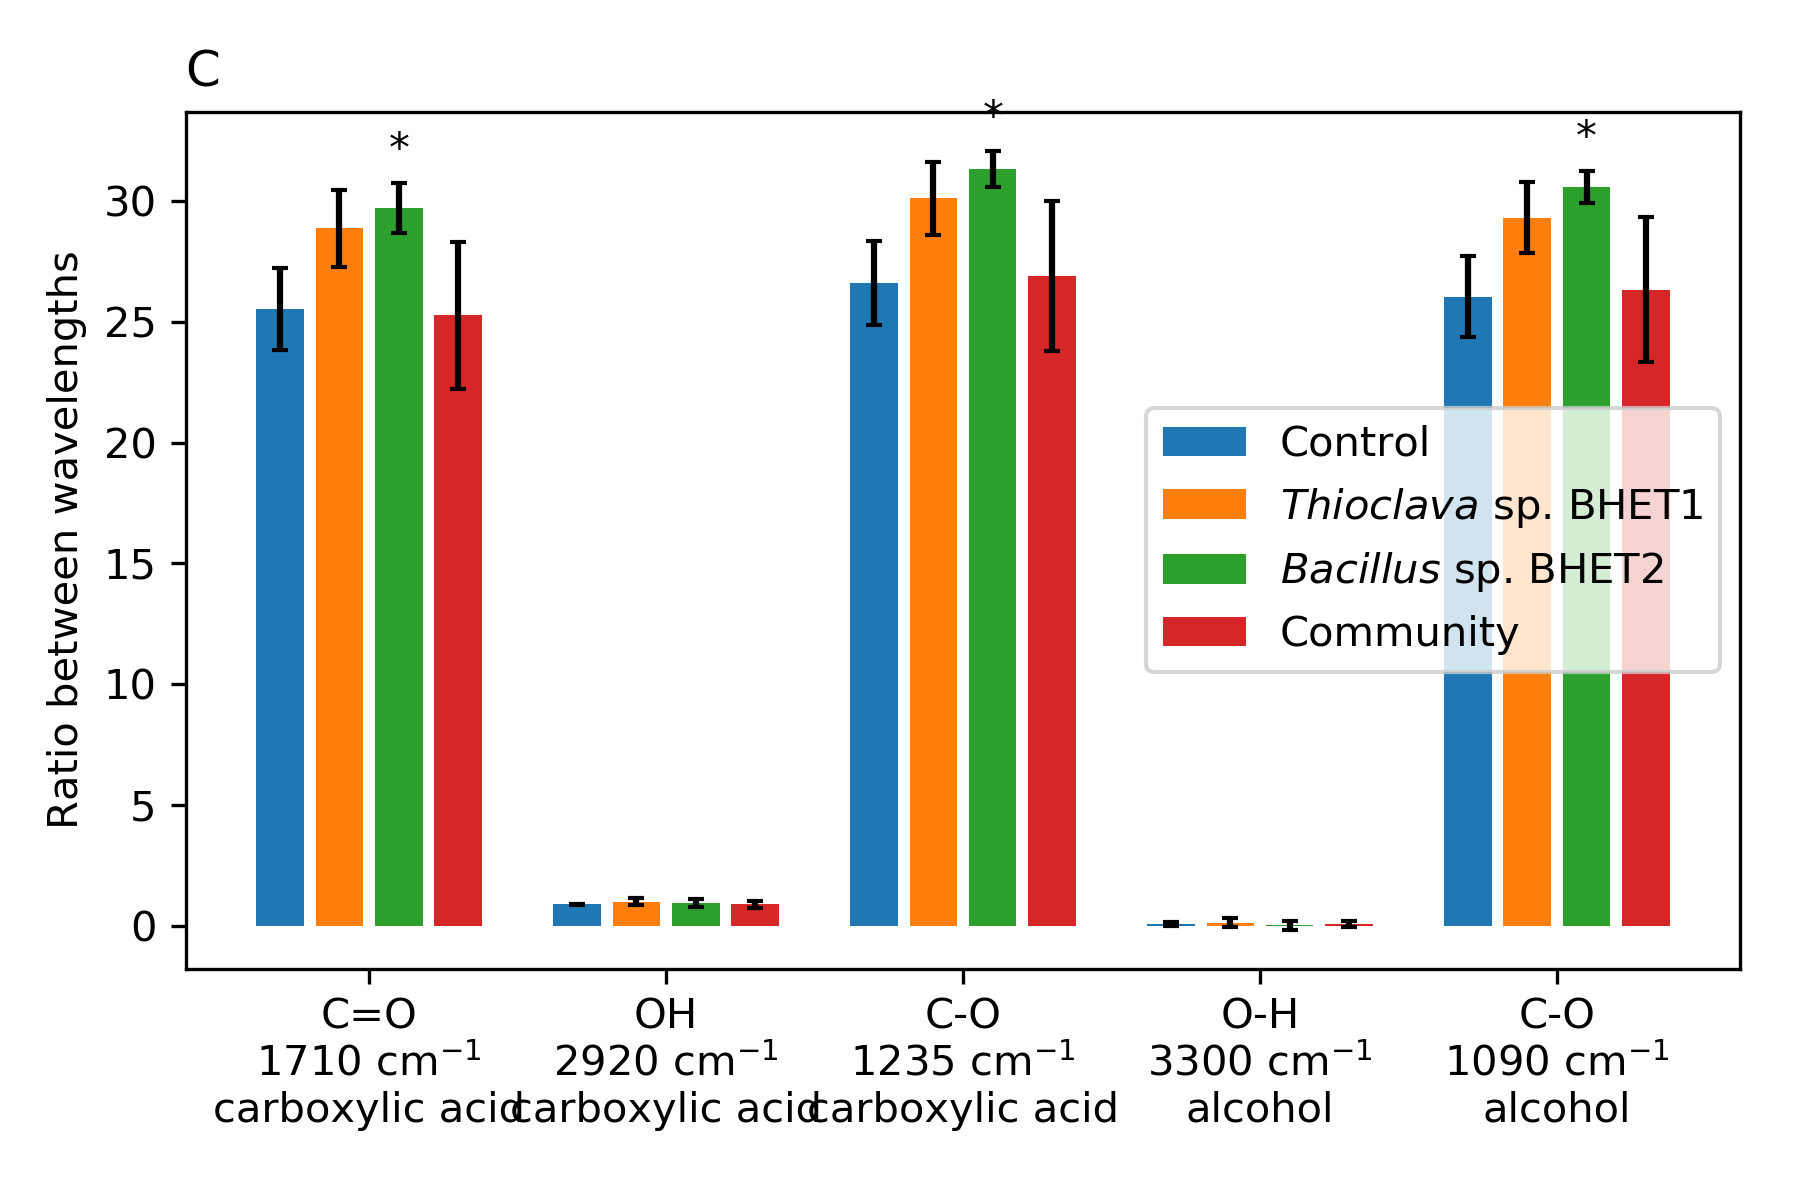 C
*
*
*
Ratio between wavelengths
30
25
20
15
10
5
0
Control
Thioclava sp. BHET1
Bacillus sp. BHET2
Community
C=O
1710 cm⁻¹
carboxylic acid
OH
2920 cm⁻¹
carboxylic acid
C-O
1235 cm⁻¹
carboxylic acid
O-H
3300 cm⁻¹
alcohol
C-O
1090 cm⁻¹
alcohol